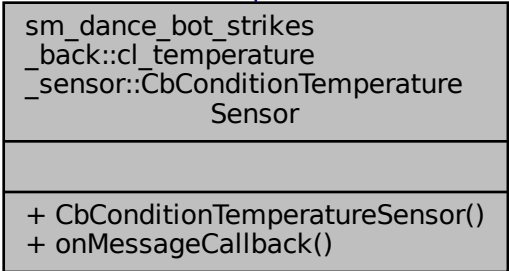 sm_dance_bot_strikes
_back::cl_temperature
_sensor::CbConditionTemperature
Sensor
+ CbConditionTemperatureSensor()
+ onMessageCallback()